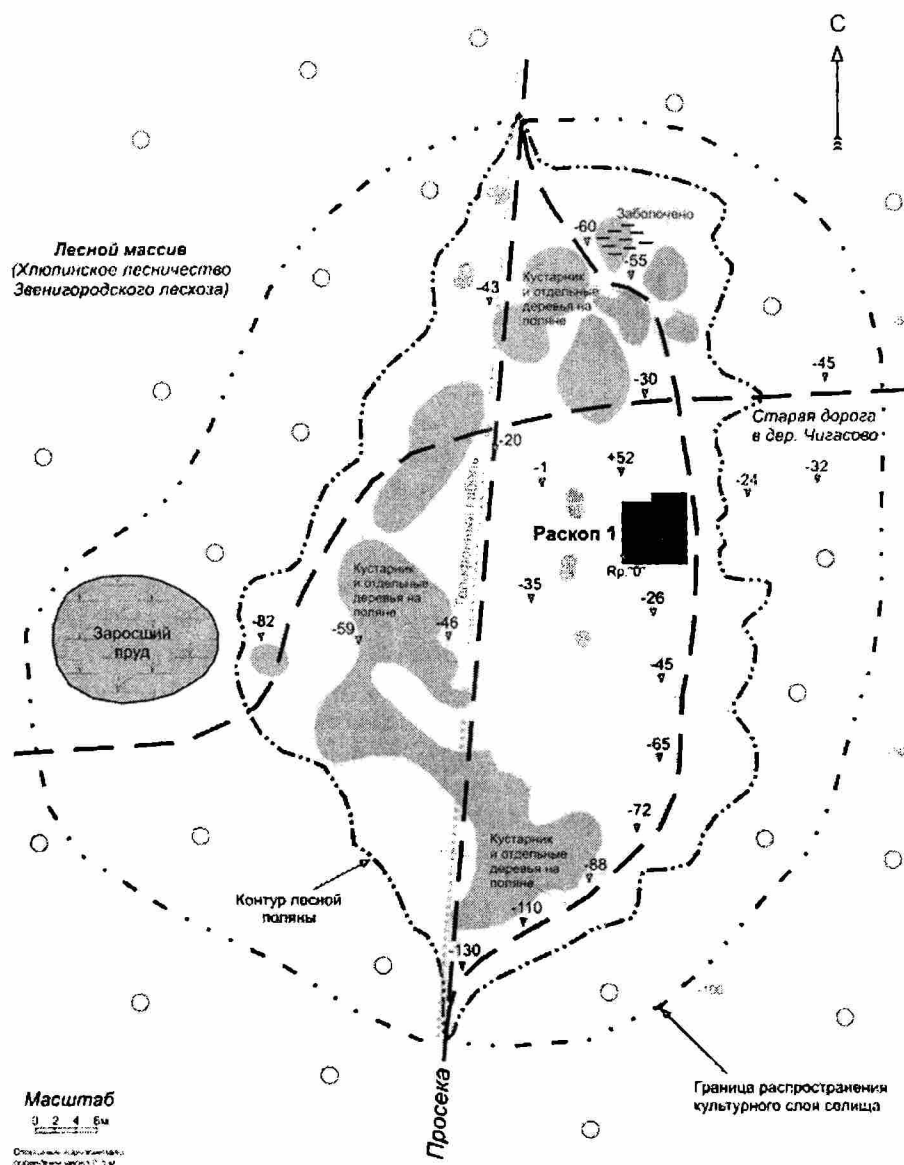 С
Заболочено
-60
-55
Лесной массив
(Хлюпинское лесничество
Звенигородского лесхоза)
Кустарник
и отдельные
деревья на
поляне
-43
-45
-30
Старая дорога
в дер. Чигасово
-20
-1
+52
-24
-32
Раскоп 1
Rp."0"
-35
-26
Кустарник
и отдельные
деревья на
поляне
Заросший
пруд
-82
-59
-46
-45
-65
-72
Кустарник
и отдельные
деревья на
поляне
-88
Контур лесной
поляны
-110
-130
-100
Просека
Граница распространения
культурного слоя селища
Масштаб
0 2 4 6м